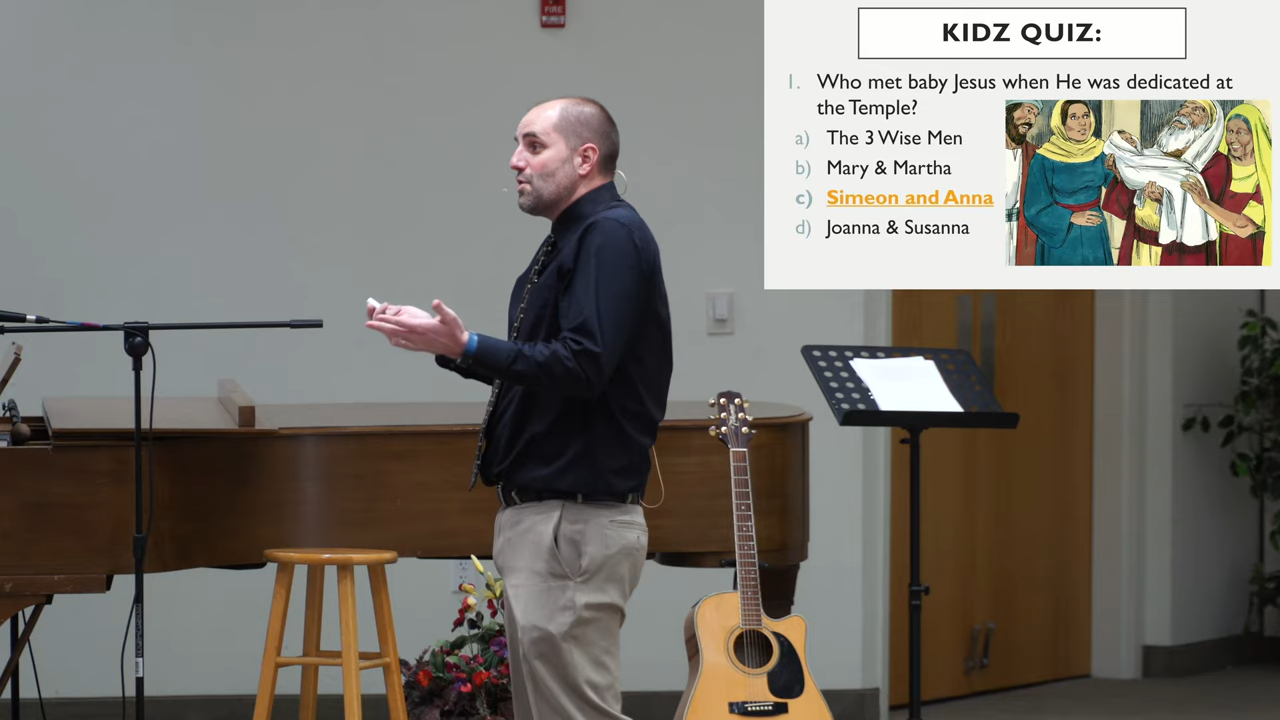 FIRE
KIDZ QUIZ:
1. Who met baby Jesus when He was dedicated at
the Temple?
a) The 3 Wise Men
b) Mary & Martha
c) Simeon and Anna
d) Joanna & Susanna